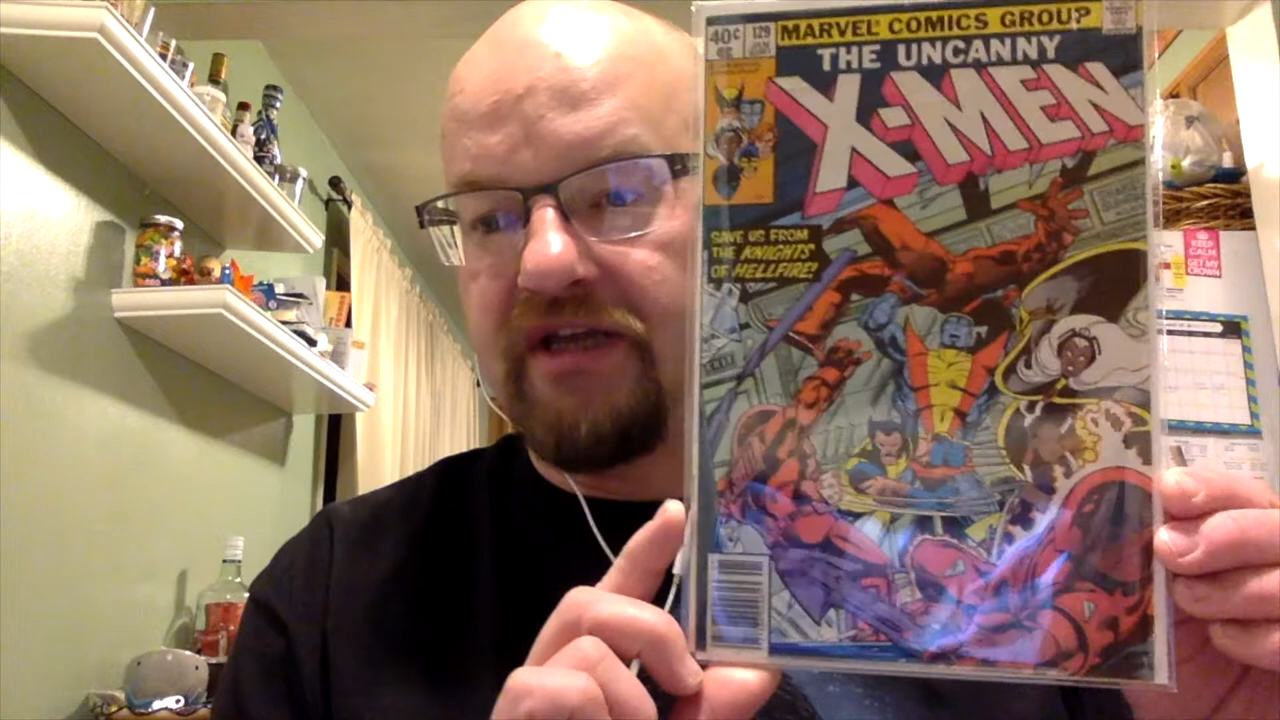 40¢
129
MARVEL COMICS GROUP
THE UNCANNY
X-MEN
SAVE US FROM
THE KNIGHTS
OF HELLFIRE!
KEEP
CALM
GET MY
CROWN